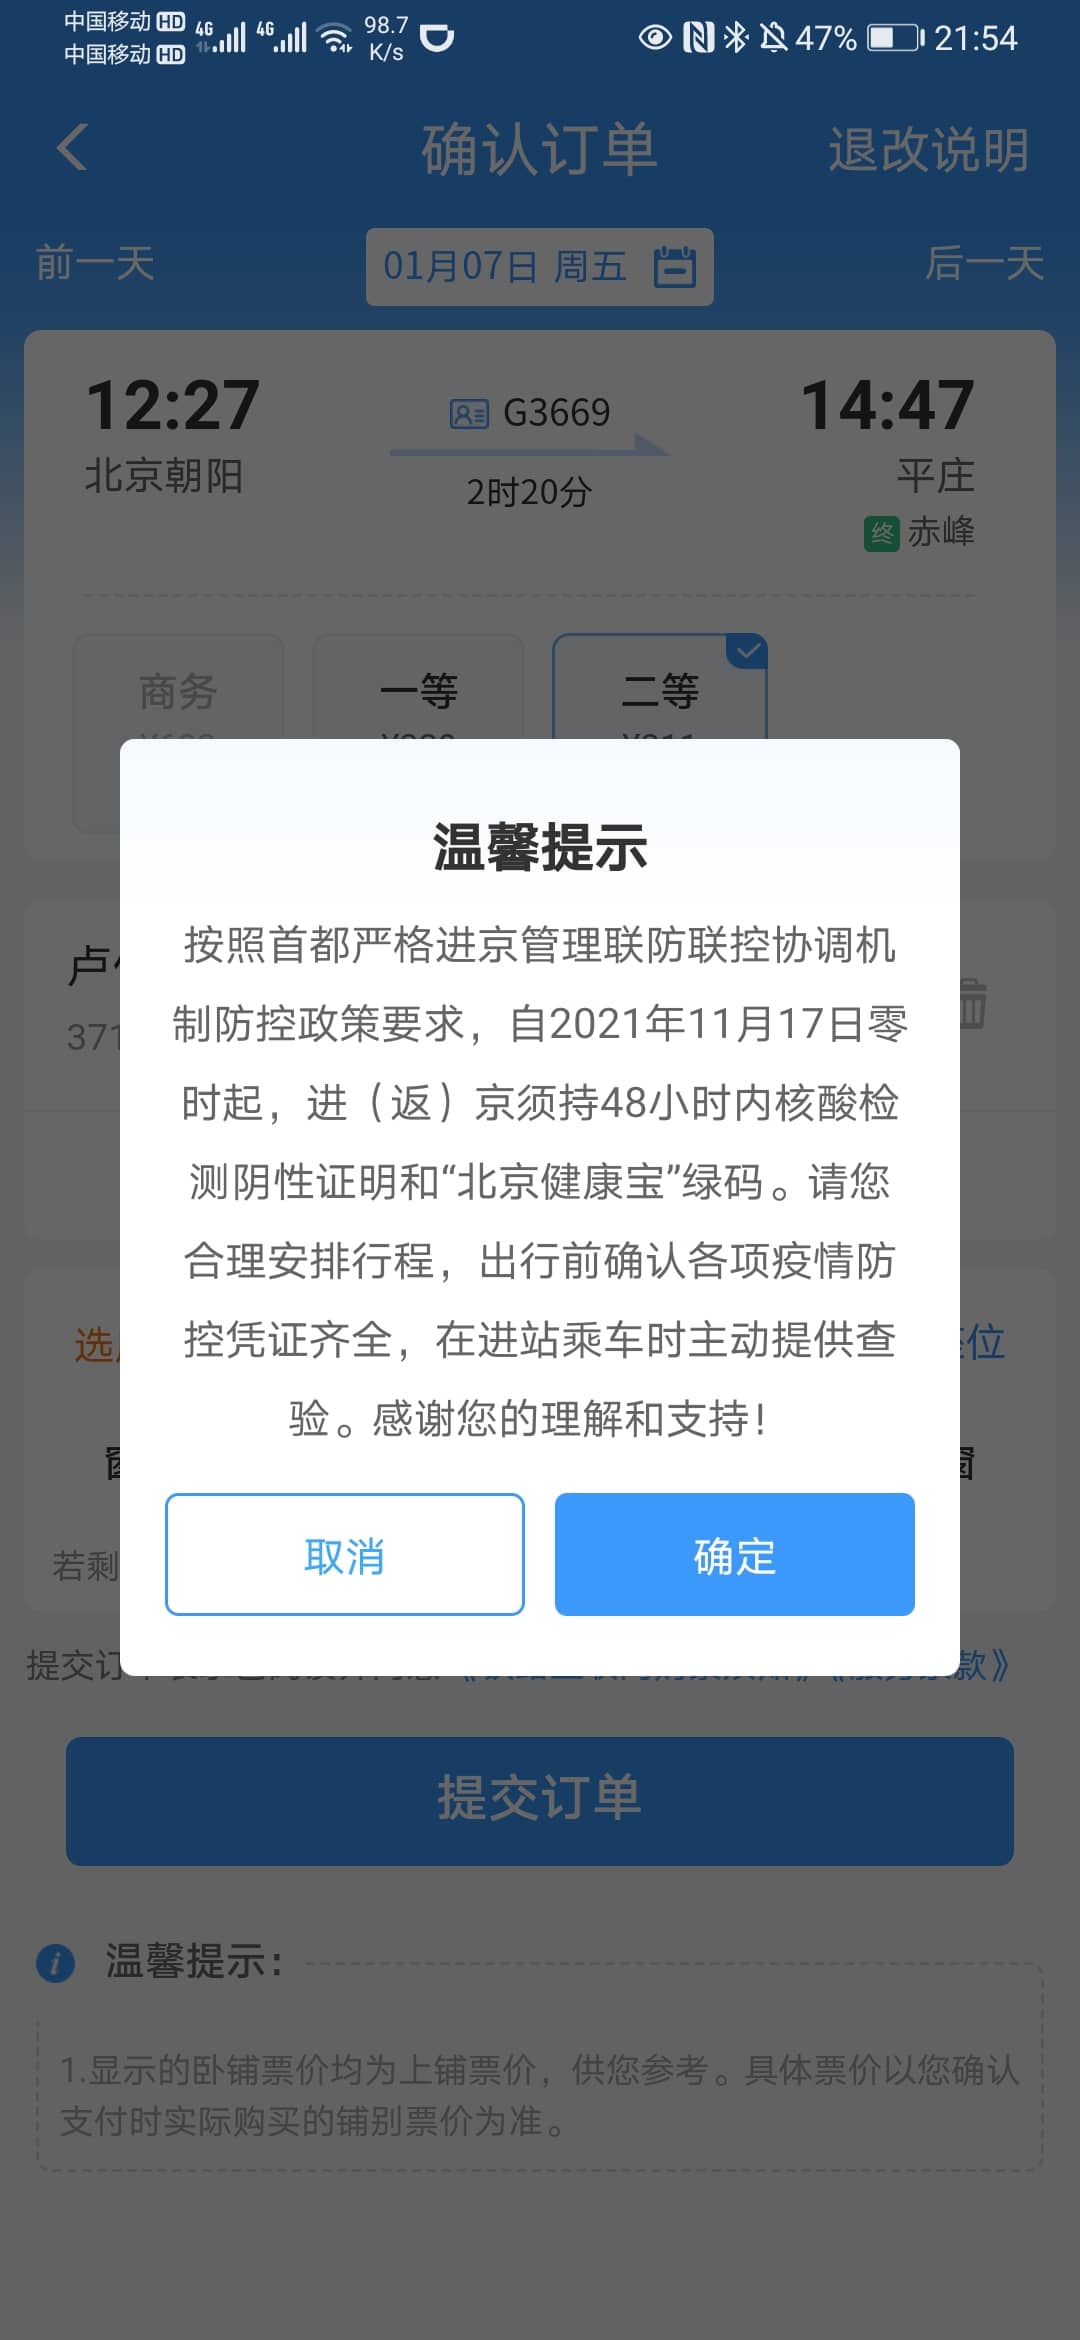 中国移动 HD 4G 4G 98.7 47% 21:54
中国移动 HD K/s
确认订单 退改说明
前一天 01月07日 周五 后一天
12:27 G3669 14:47
北京朝阳 2时20分 平庄
终 赤峰
商务 一等 二等
温馨提示
按照首都严格进京管理联防联控协调机
制防控政策要求，自2021年11月17日零
时起，进（返）京须持48小时内核酸检
测阴性证明和“北京健康宝”绿码。请您
合理安排行程，出行前确认各项疫情防
控凭证齐全，在进站乘车时主动提供查
验。感谢您的理解和支持！
取消 确定
卢
371
选 位
窗
若剩
提交订 款》
提交订单
温馨提示：
1.显示的卧铺票价均为上铺票价，供您参考。具体票价以您确认
支付时实际购买的铺别票价为准。